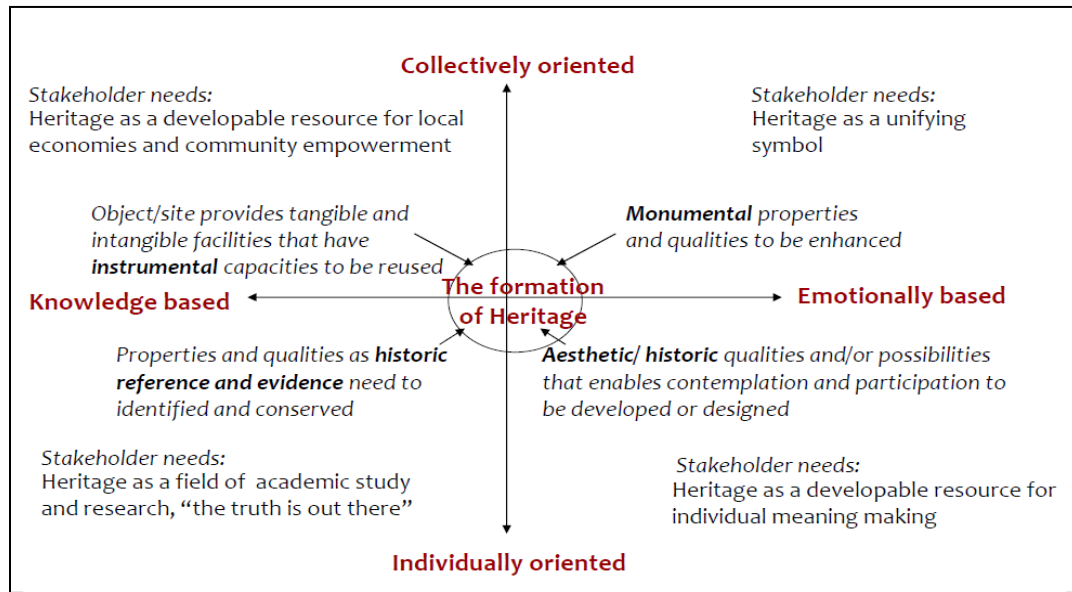 Collectively oriented
Stakeholder needs:
Heritage as a developable resource for local
economies and community empowerment
Stakeholder needs:
Heritage as a unifying
symbol
Object/site provides tangible and
intangible facilities that have
instrumental capacities to be reused
Monumental properties
and qualities to be enhanced
Knowledge based
The formation
of Heritage
Emotionally based
Properties and qualities as historic
reference and evidence need to
identified and conserved
Aesthetic/ historic qualities and/or possibilities
that enables contemplation and participation to
be developed or designed
Stakeholder needs:
Heritage as a field of academic study
and research, “the truth is out there”
Stakeholder needs:
Heritage as a developable resource for
individual meaning making
Individually oriented